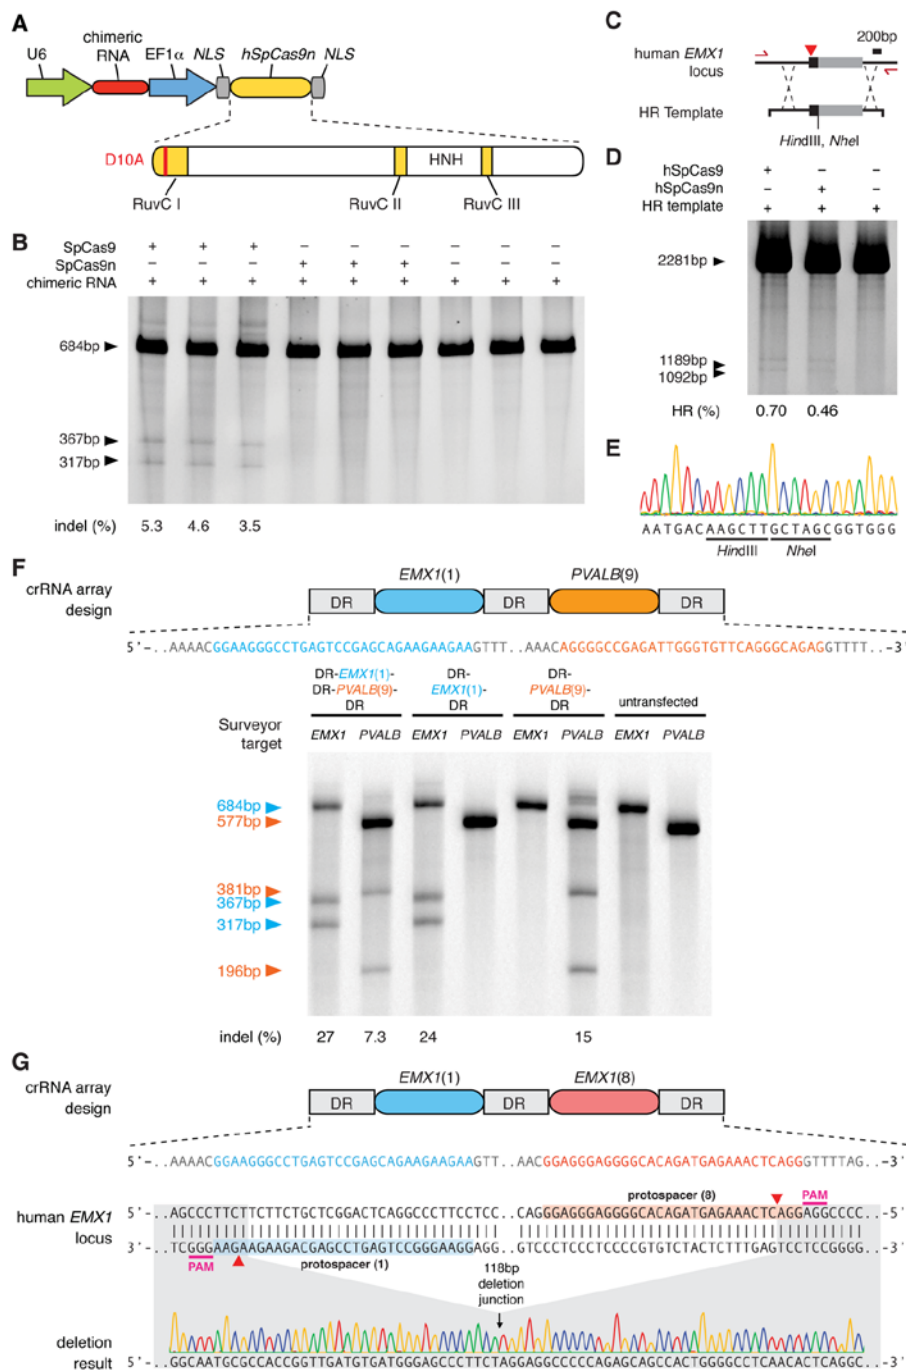 A
U6
chimeric
RNA
EF1α
NLS
hSpCas9n
NLS
D10A
HNH
RuvC I
RuvC II
RuvC III
B
SpCas9 + + + – – – – – –
SpCas9n – – – + + + – – –
chimeric RNA + + + + + + + + +
684bp
367bp
317bp
indel (%) 5.3 4.6 3.5
C
200bp
human EMX1
locus
HR Template
HindIII, NheI
D
hSpCas9 + – –
hSpCas9n – + –
HR template + + +
2281bp
1189bp
1092bp
HR (%) 0.70 0.46
E
AATGACAAGCTTGCTAGCGGTGGG
HindIII NheI
F
crRNA array
design
EMX1(1) PVALB(9)
DR DR DR
5'-..AAAACGGAAGGGCCTGAGTCCGAGCAGAAGAAGAAGTTT..AAACAGGGGCCGAGATTGGGTGTTCAGGGCAGAGGTTTT..-3'
DR-EMX1(1)-
DR-PVALB(9)-
DR
DR-
EMX1(1)-
DR
DR-
PVALB(9)-
DR
untransfected
Surveyor
target
EMX1 PVALB EMX1 PVALB EMX1 PVALB EMX1 PVALB
684bp
577bp
381bp
367bp
317bp
196bp
indel (%) 27 7.3 24 15
G
crRNA array
design
EMX1(1) EMX1(8)
DR DR DR
5'-..AAAACGGAAGGGCCTGAGTCCGAGCAGAAGAAGAAGTT..AACGGAGGGAGGGGCACAGATGAGAAACTCAGGGTTTTAG..-3'
protospacer (8)
PAM
human EMX1
locus
5'-..AGCCCTTCTTCTTCTGCTCGGACTCAGGCCCTTCCTCC..CAGGGAGGGAGGGGCACAGATGAGAAACTCAGGAGGCCCC..-5'
3'-..TCGGGAAGAAGAAGACGAGCCTGAGTCCGGGAAGGAGG..GTCCCTCCCTCCCCGTGTCTACTCTTTGAGTCCTCCGGGG..-3'
PAM
protospacer (1)
118bp
deletion
junction
deletion
result
GGCAATGCGCCACCGGTTGATGTGATGGGAGCCCTTCTAGGAGGCCCCCAGAGCAGCCACTGGGGCCTCAACACTCAGGC